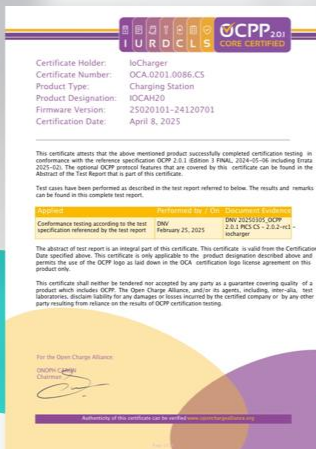 OCPP 2.0.1
I U R D C L S CORE CERTIFIED
Certificate Holder: IoCharger
Certificate Number: OCA.0201.0086.CS
Product Type: Charging Station
Product Designation: IOCAH20
Firmware Version: 25020101-24120701
Certification Date: April 8, 2025
This certificate attests that the above mentioned product successfully completed certification testing in
conformance with the reference specification OCPP 2.0.1 (Edition 3 FINAL, 2024-05-06 including Errata
2025-02). The optional OCPP protocol features that are covered by this certificate can be found in the
Abstract of the Test Report that is part of this certificate.
Test cases have been performed as described in the test report referred to below. The results and remarks
can be found in this complete test report.
Applied Performed by / On Document Evidence
Conformance testing according to the test DNV DNV 20250305_OCPP
specification referenced by the test report February 25, 2025 2.0.1 PICS CS - 2.0.2-rc1 -
iocharger
The abstract of test report is an integral part of this certificate. This certificate is valid from the Certification
Date specified above. This certificate is only applicable to the product designation described above and
permits the use of the OCPP logo as laid down in the OCA certification logo license agreement on this
product only.
This certificate shall neither be tendered nor accepted by any party as a guarantee covering quality of a
product which includes OCPP. The Open Charge Alliance, and/or its agents, including, inter-alia, test
laboratories, disclaim liability for any damages or losses incurred by the certified company or by any other
party resulting from reliance on the results of OCPP certification testing.
For the Open Charge Alliance:
Chairman
Authenticity of this certificate can be verified www.openchargealliance.org